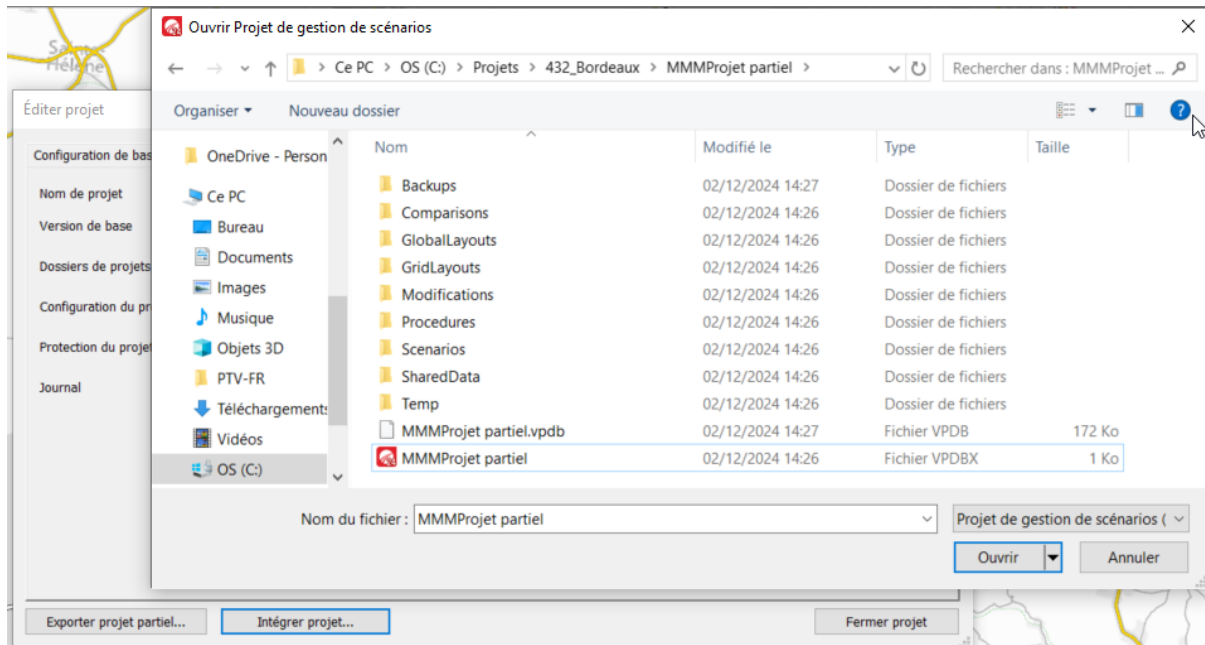 Sainte-
Hélène
Ouvrir Projet de gestion de scénarios
Ce PC > OS (C:) > Projets > 432_Bordeaux > MMMProjet partiel >
Rechercher dans : MMMProjet ...
Éditer projet
Organiser
Nouveau dossier
?
Configuration de bas
Nom de projet
Version de base
Dossiers de projets
Configuration du pr
Protection du projet
Journal
OneDrive - Person
Ce PC
Bureau
Documents
Images
Musique
Objets 3D
PTV-FR
Téléchargements
Vidéos
OS (C:)
Nom Modifié le Type Taille
Backups 02/12/2024 14:27 Dossier de fichiers
Comparisons 02/12/2024 14:26 Dossier de fichiers
GlobalLayouts 02/12/2024 14:26 Dossier de fichiers
GridLayouts 02/12/2024 14:26 Dossier de fichiers
Modifications 02/12/2024 14:26 Dossier de fichiers
Procedures 02/12/2024 14:26 Dossier de fichiers
Scenarios 02/12/2024 14:26 Dossier de fichiers
SharedData 02/12/2024 14:26 Dossier de fichiers
Temp 02/12/2024 14:26 Dossier de fichiers
MMMProjet partiel.vpdb 02/12/2024 14:27 Fichier VPDB 172 Ko
MMMProjet partiel 02/12/2024 14:26 Fichier VPDBX 1 Ko
Nom du fichier : MMMProjet partiel
Projet de gestion de scénarios (
Ouvrir Annuler
Exporter projet partiel... Intégrer projet... Fermer projet